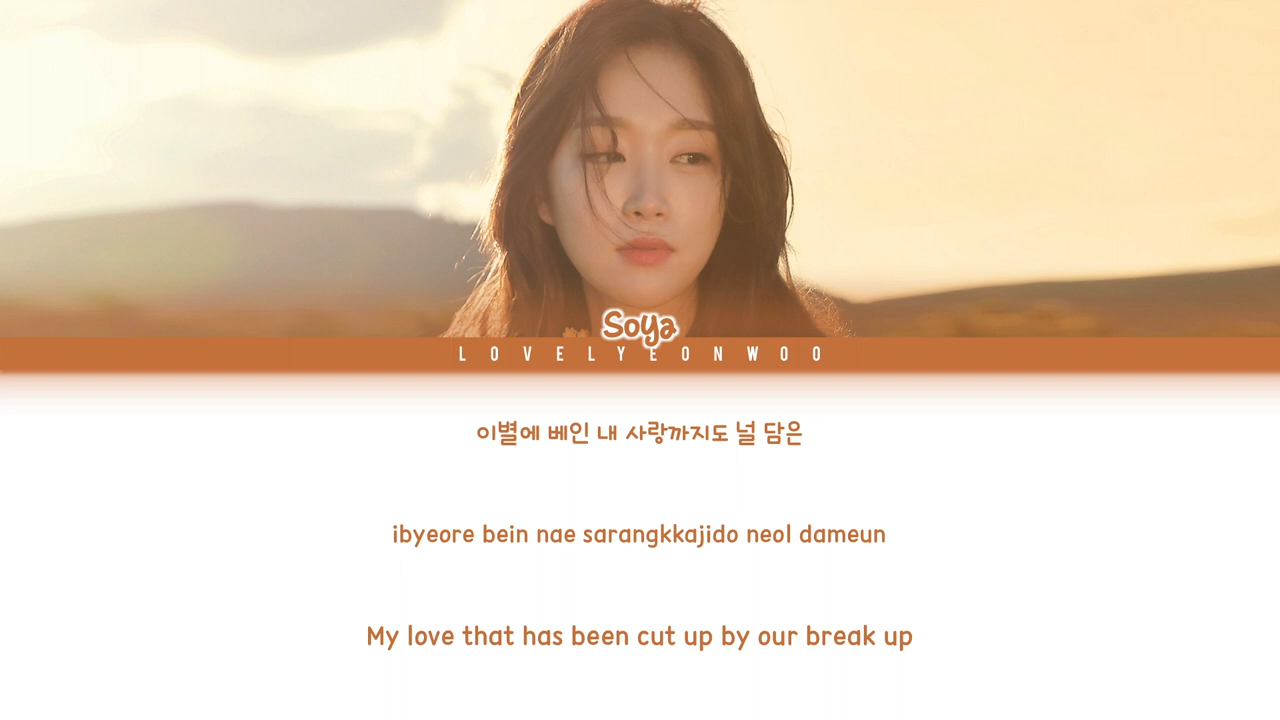 Soya
LOVELYEONWOO
이별에 베인 내 사랑까지도 널 담은
ibyeore bein nae sarangkkajido neol dameun
My love that has been cut up by our break up